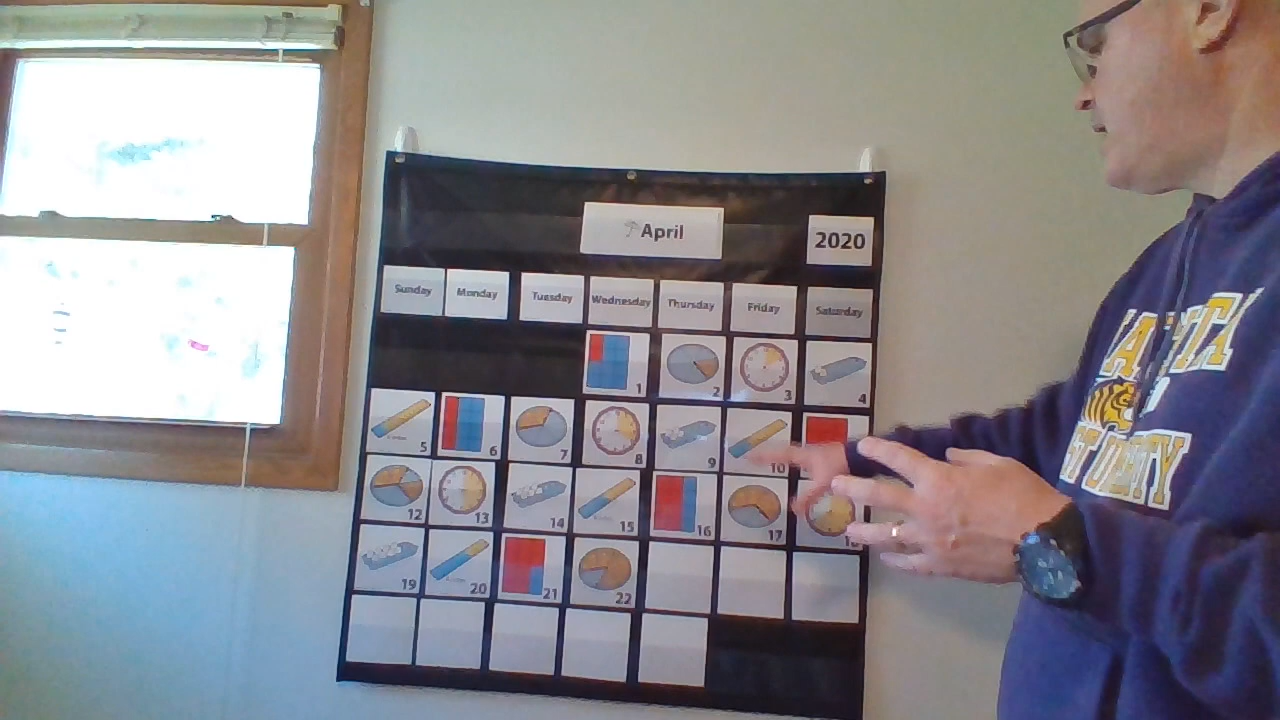 April
2020
Sunday Monday Tuesday Wednesday Thursday Friday Saturday
1 2 3 4
5 6 7 8 9 10
12 13 14 15 16 17 18
19 20 21 22